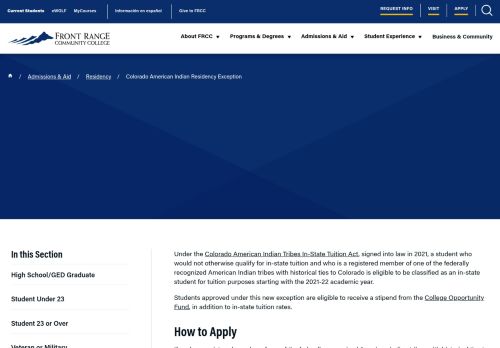 Current Students eWOLF MyCourses Información en español Give to FRCC REQUEST INFO VISIT APPLY
FRONT RANGE
COMMUNITY COLLEGE
About FRCC Programs & Degrees Admissions & Aid Student Experience Business & Community
/ Admissions & Aid / Residency / Colorado American Indian Residency Exception
In this Section
High School/GED Graduate
Student Under 23
Student 23 or Over
Veteran or Military
Under the Colorado American Indian Tribes In-State Tuition Act, signed into law in 2021, a student who
would not otherwise qualify for in-state tuition and who is a registered member of one of the federally
recognized American Indian tribes with historical ties to Colorado is eligible to be classified as an in-state
student for tuition purposes starting with the 2021-22 academic year.
Students approved under this new exception are eligible to receive a stipend from the College Opportunity
Fund, in addition to in-state tuition rates.
How to Apply